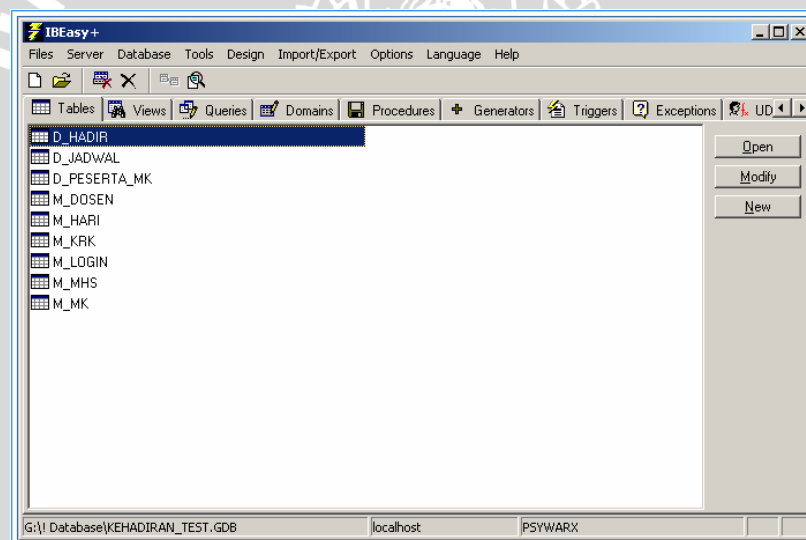 IBEasy+
Files Server Database Tools Design Import/Export Options Language Help
Tables Views Queries Domains Procedures Generators Triggers Exceptions UD
D_HADIR
D_JADWAL
D_PESERTA_MK
M_DOSEN
M_HARI
M_KRK
M_LOGIN
M_MHS
M_MK
Open
Modify
New
G:\! Database\KEHADIRAN_TEST.GDB localhost PSYWARX